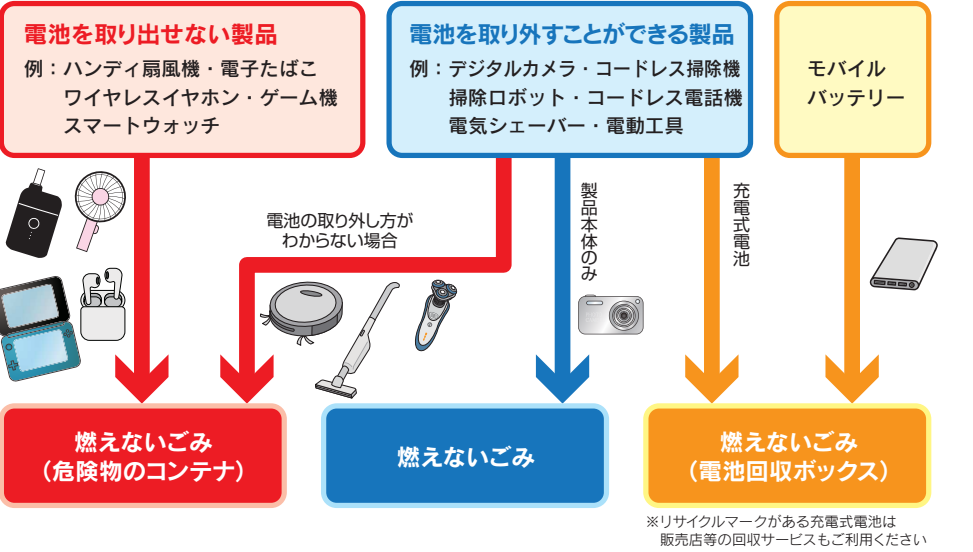 電池を取り出せない製品
例：ハンディ扇風機・電子たばこ
ワイヤレスイヤホン・ゲーム機
スマートウォッチ
電池を取り外すことができる製品
例：デジタルカメラ・コードレス掃除機
掃除ロボット・コードレス電話機
電気シェーバー・電動工具
モバイル
バッテリー
電池の取り外し方が
わからない場合
製品本体のみ
充電式電池
燃えないごみ
（危険物のコンテナ）
燃えないごみ
燃えないごみ
（電池回収ボックス）
※リサイクルマークがある充電式電池は
販売店等の回収サービスもご利用ください